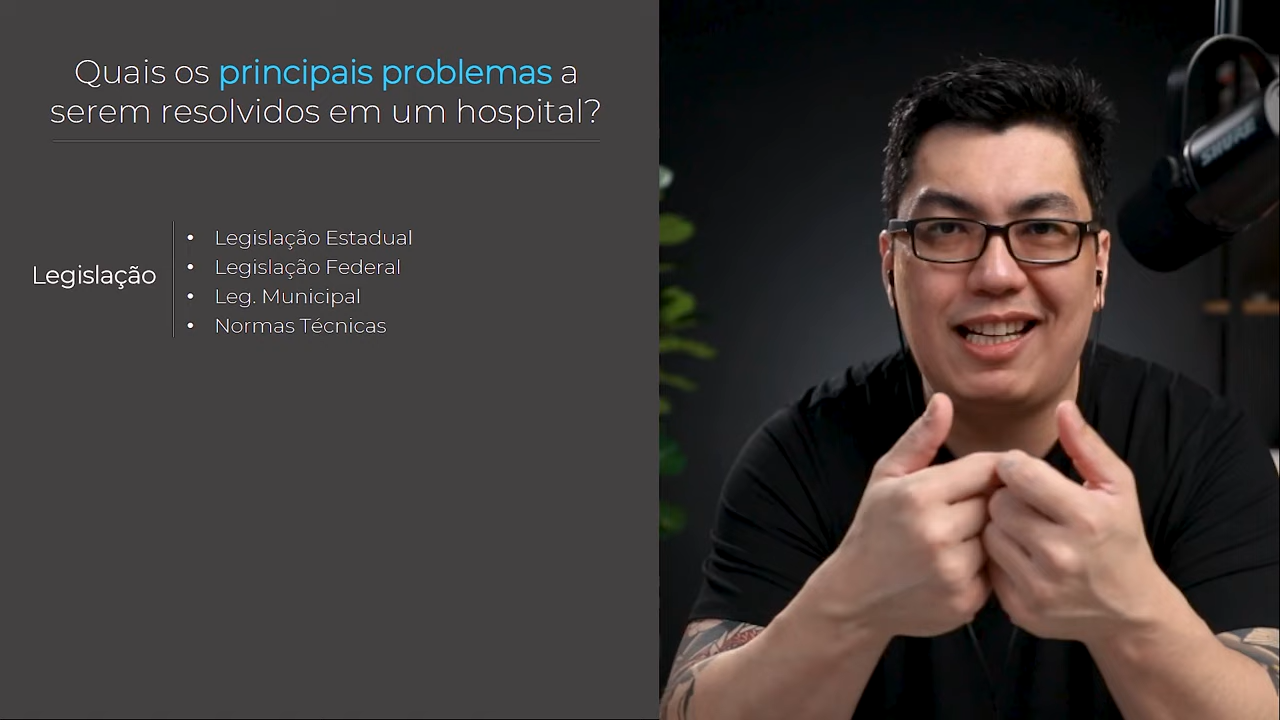 Quais os principais problemas a
serem resolvidos em um hospital?
Legislação
• Legislação Estadual
• Legislação Federal
• Leg. Municipal
• Normas Técnicas
SHURE